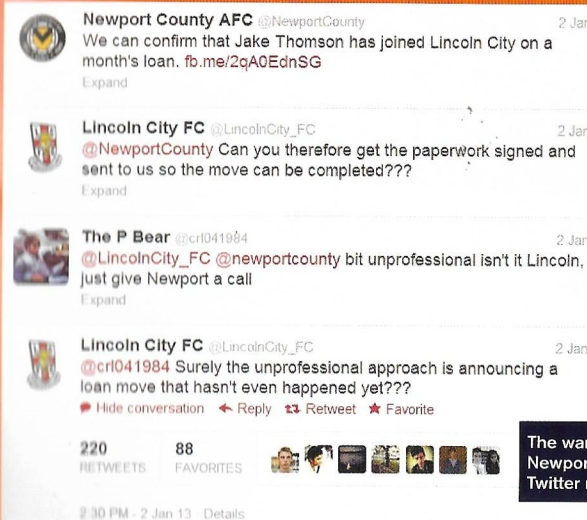 Newport County AFC @NewportCounty 2 Jan
We can confirm that Jake Thomson has joined Lincoln City on a
month's loan. fb.me/2qA0EdnSG
Expand
Lincoln City FC @LincolnCity_FC 2 Jan
@NewportCounty Can you therefore get the paperwork signed and
sent to us so the move can be completed???
Expand
The P Bear @crl041984 2 Jan
@LincolnCity_FC @newportcounty bit unprofessional isn't it Lincoln,
just give Newport a call
Expand
Lincoln City FC @LincolnCity_FC 2 Jan
@crl041984 Surely the unprofessional approach is announcing a
loan move that hasn't even happened yet???
Hide conversation Reply Retweet Favorite
220 88
RETWEETS FAVORITES
The war
Newpor
Twitter
2:30 PM - 2 Jan 13 Details